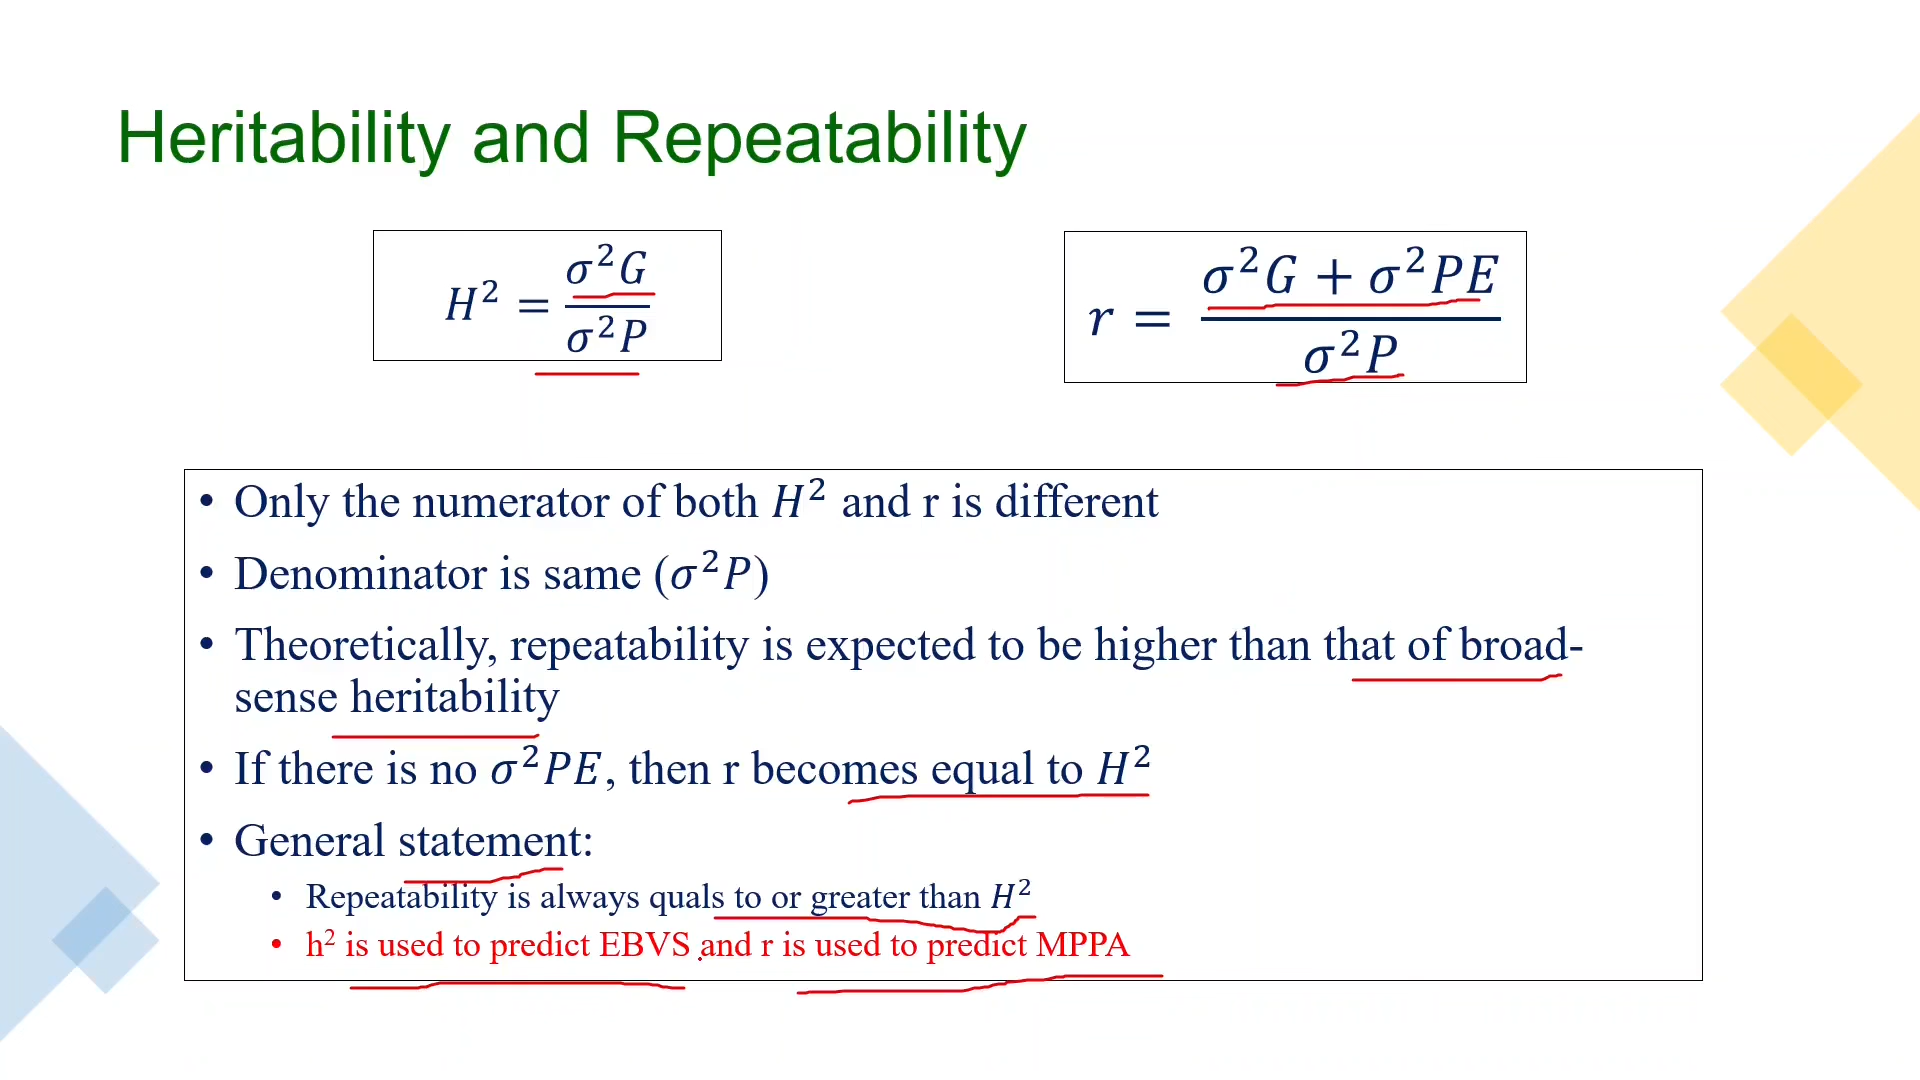 Heritability and Repeatability
H² = σ²G / σ²P
r = σ²G + σ²PE / σ²P
• Only the numerator of both H² and r is different
• Denominator is same (σ²P)
• Theoretically, repeatability is expected to be higher than that of broad-
sense heritability
• If there is no σ²PE, then r becomes equal to H²
• General statement:
• Repeatability is always quals to or greater than H²
• h² is used to predict EBVS and r is used to predict MPPA